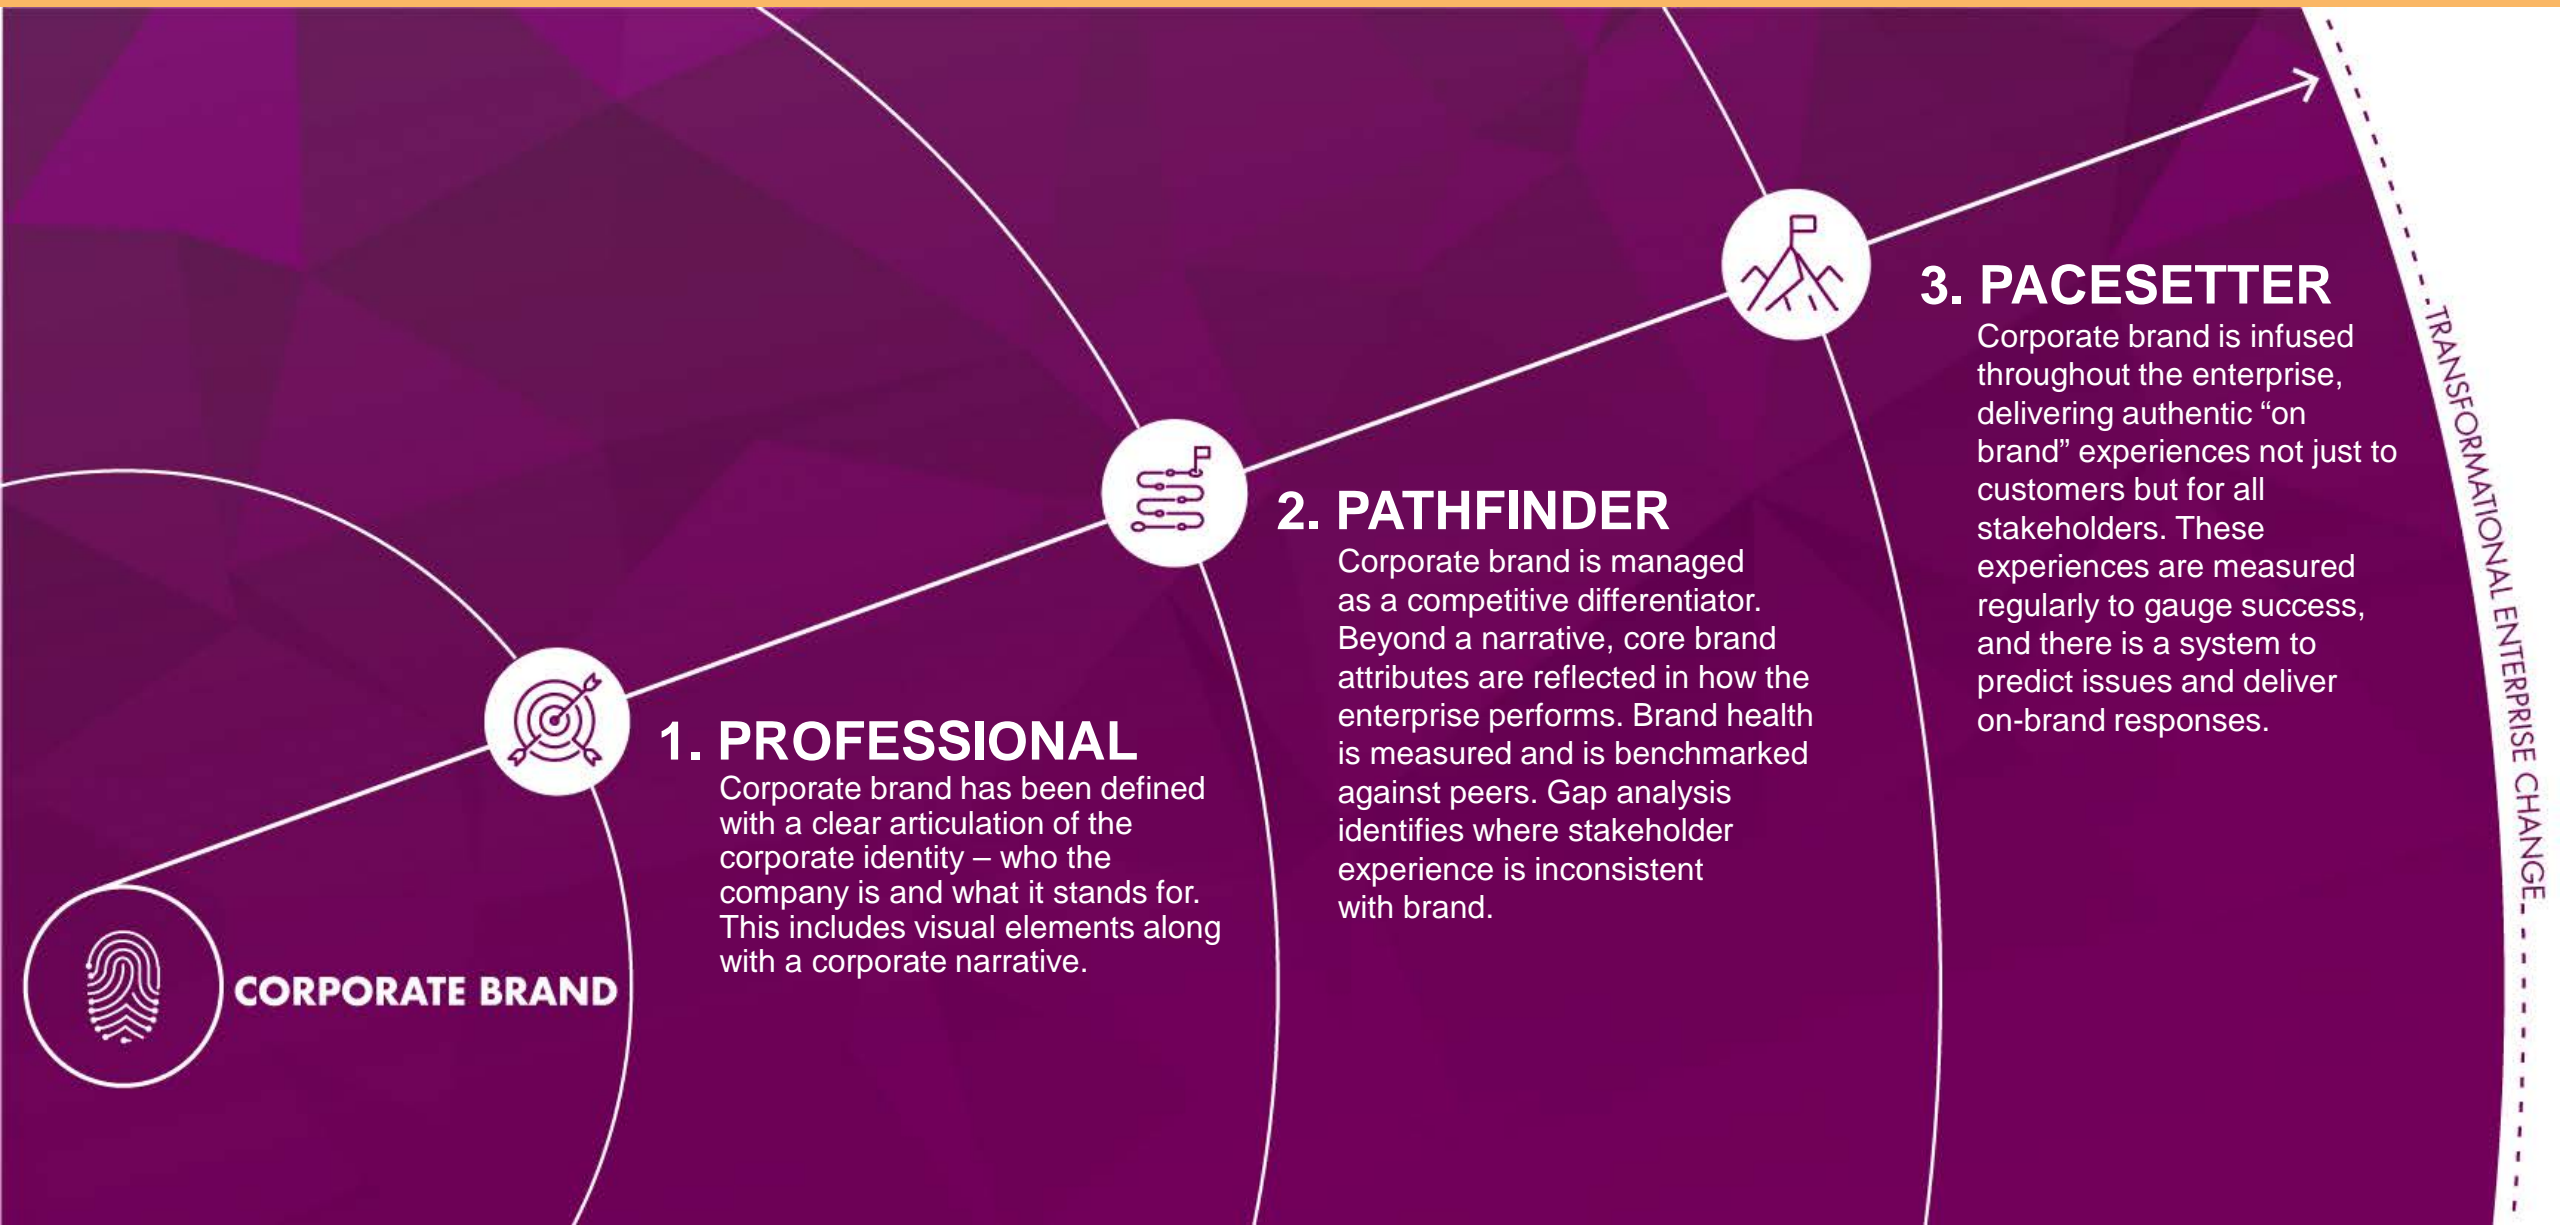 CORPORATE BRAND
1. PROFESSIONAL
Corporate brand has been defined
with a clear articulation of the
corporate identity – who the
company is and what it stands for.
This includes visual elements along
with a corporate narrative.
2. PATHFINDER
Corporate brand is managed
as a competitive differentiator.
Beyond a narrative, core brand
attributes are reflected in how the
enterprise performs. Brand health
is measured and is benchmarked
against peers. Gap analysis
identifies where stakeholder
experience is inconsistent
with brand.
3. PACESETTER
Corporate brand is infused
throughout the enterprise,
delivering authentic “on
brand” experiences not just to
customers but for all
stakeholders. These
experiences are measured
regularly to gauge success,
and there is a system to
predict issues and deliver
on-brand responses.
TRANSFORMATIONAL ENTERPRISE CHANGE